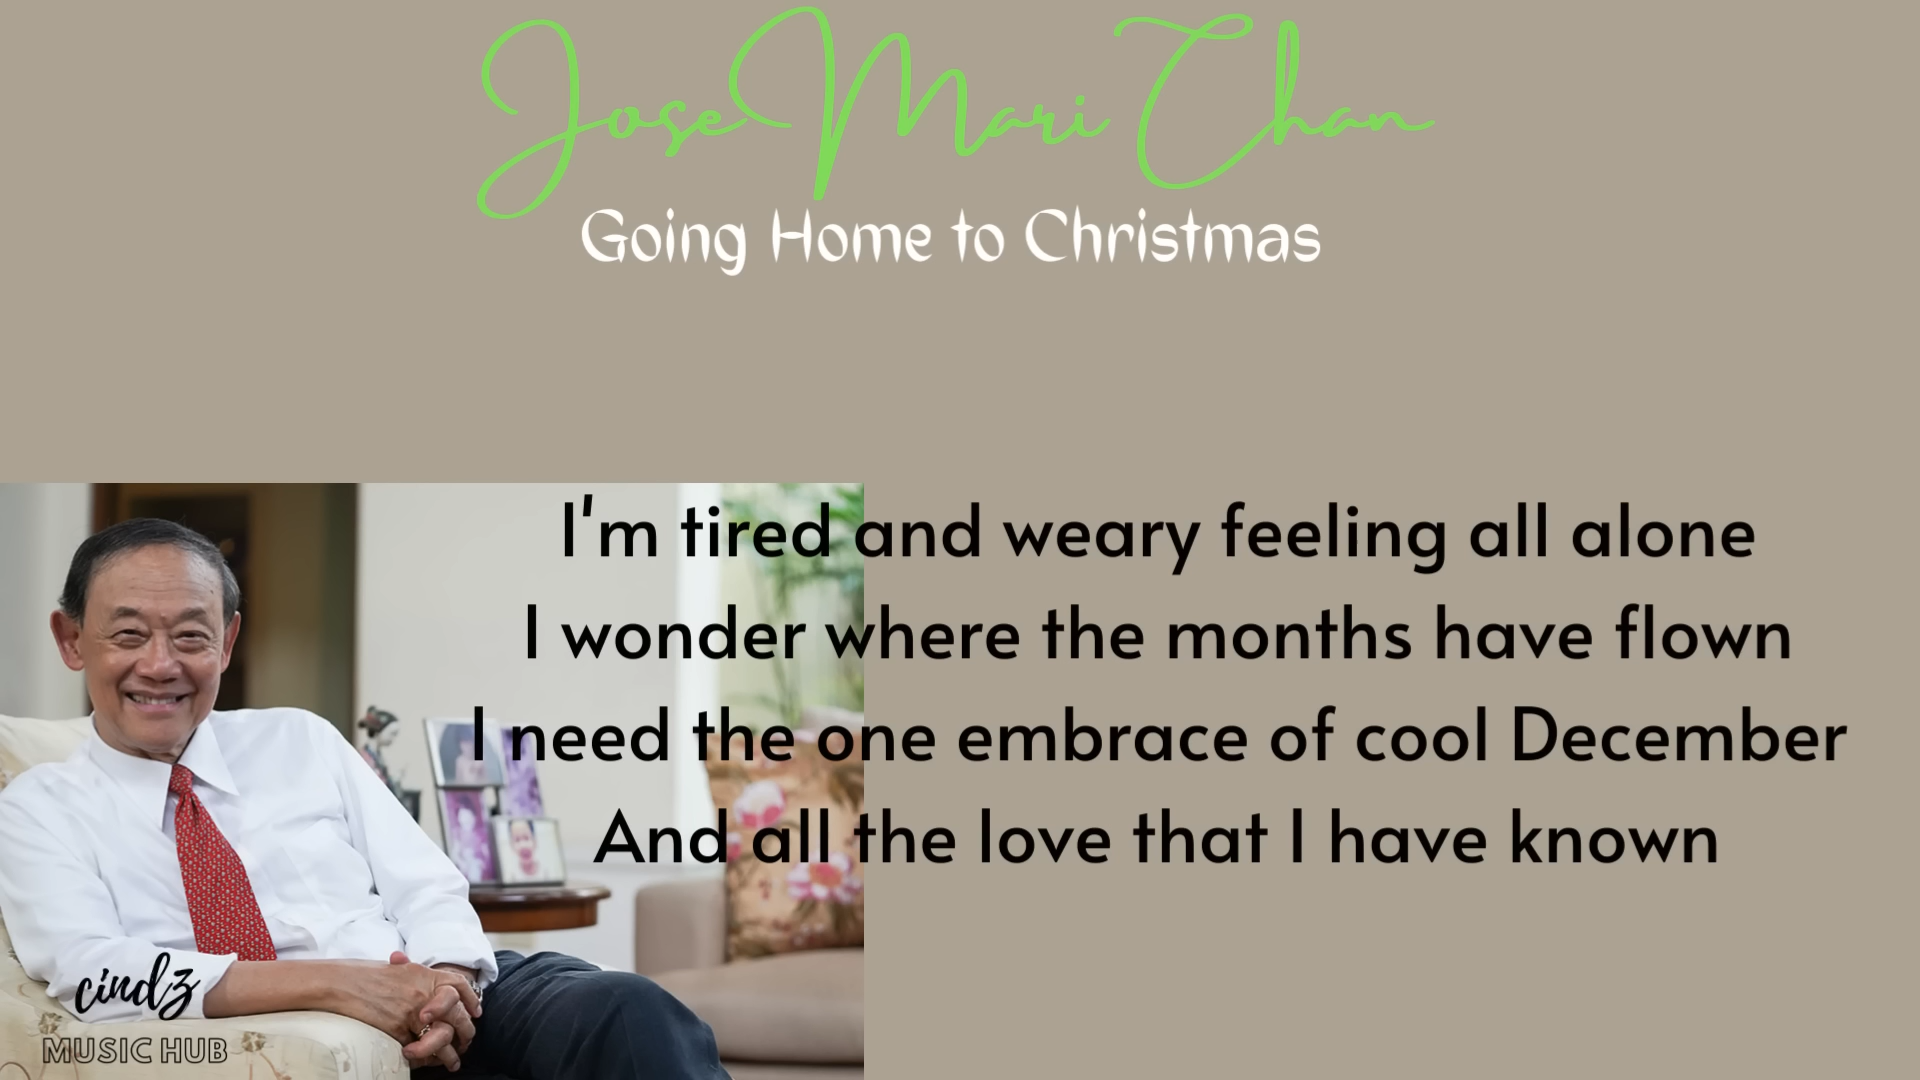 Jose Mari Chan
Going Home to Christmas
I'm tired and weary feeling all alone
I wonder where the months have flown
I need the one embrace of cool December
And all the love that I have known
cindz
MUSIC HUB